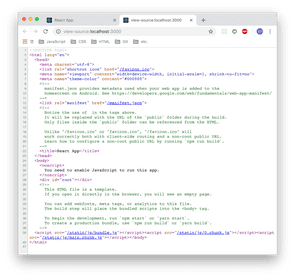 React App
view-source:localhost:3000
view-source:localhost:3000
JavaScript
CSS
HTML
<html lang="en">
<head>
<meta charset="utf-8">
<link rel="shortcut icon" href="/favicon.ico">
<meta name="viewport" content="width=device-width, initial-scale=1, shrink-to-fit=no">
<meta name="theme-color" content="#000000">
<!--
manifest.json provides metadata used when your web app is added to the
homescreen on Android. See https://developers.google.com/web/fundamentals/web-app-manifest/
-->
<link rel="manifest" href="/manifest.json">
<!--
Notice the use of in the tags above.
It will be replaced with the URL of the `public` folder during the build.
Only files inside the `public` folder can be referenced from the HTML.
Unlike "/favicon.ico" or "favicon.ico", "/favicon.ico" will
work correctly both with client-side routing and a non-root public URL.
Learn how to configure a non-root public URL by running `npm run build`.
-->
<title>React App</title>
</head>
<body>
<noscript>
You need to enable JavaScript to run this app.
</noscript>
<div id="root"></div>
<!--
This HTML file is a template.
If you open it directly in the browser, you will see an empty page.
You can add webfonts, meta tags, or analytics to this file.
The build step will place the bundled scripts into the <body> tag.
To begin the development, run `npm start` or `yarn start`.
To create a production bundle, use `npm run build` or `yarn build`.
-->
<script src="/static/js/bundle.js"></script><script src="/static/js/0.chunk.js"></script><script
src="/static/js/main.chunk.js"></script></body>
</html>